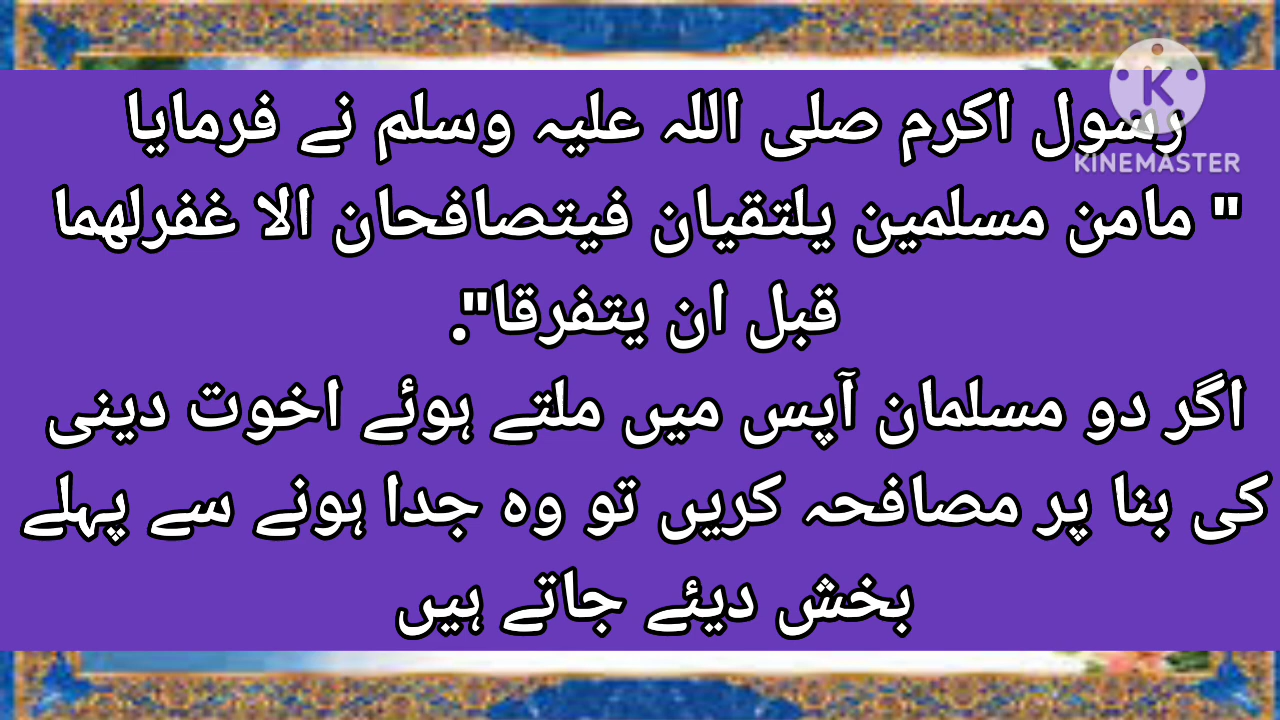 رسول اکرم صلی اللہ علیہ وسلم نے فرمایا
" مامن مسلمین یلتقیان فیتصافحان الا غفرلهما
قبل ان یتفرقا".
اگر دو مسلمان آپس میں ملتے ہوئے اخوت دینی
کی بنا پر مصافحہ کریں تو وہ جدا ہونے سے پہلے
بخش دیئے جاتے ہیں
K
KINEMASTER